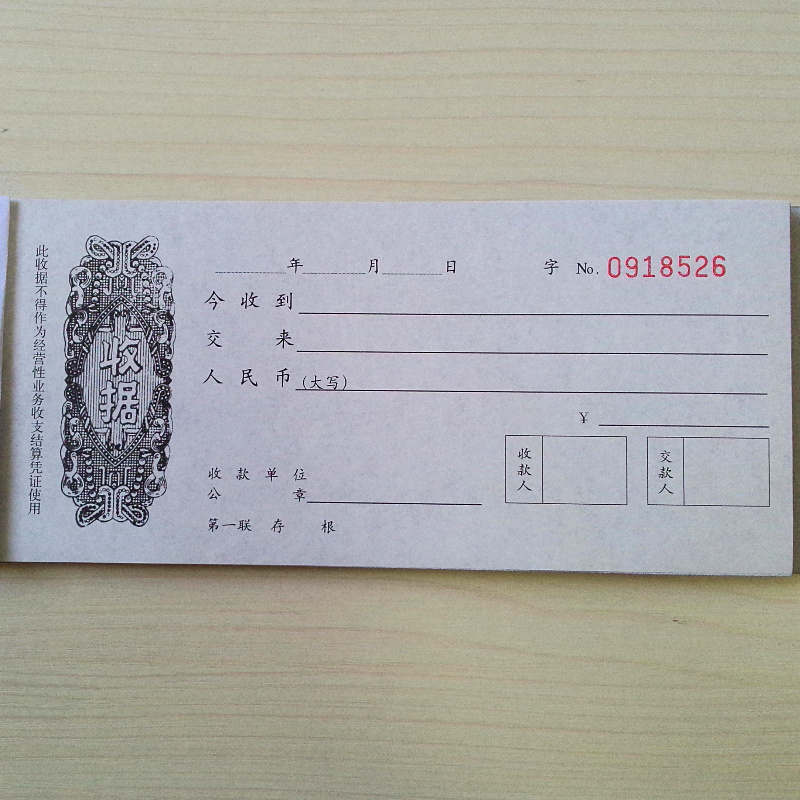 此收据不得作为经营性业务收支结算凭证使用
收据
年 月 日 字 No. 0918526
今收到
交 来
人民币(大写)
¥
收款单位
公 章
收款人
交款人
第一联 存 根